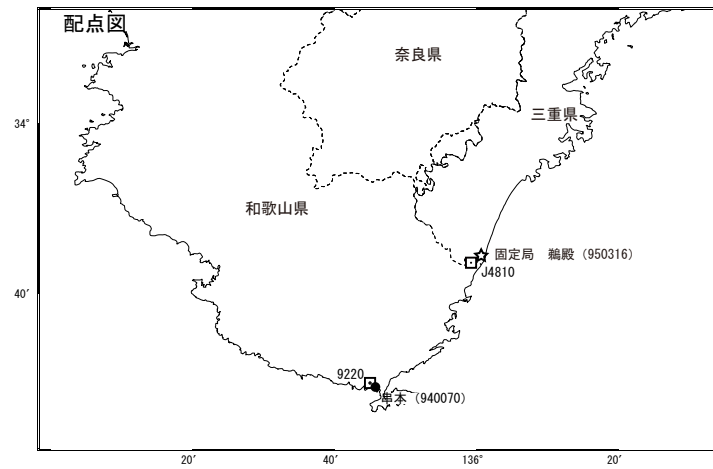 配点図
奈良県
34°
三重県
和歌山県
固定局 鵜殿（950316）
J4810
40′
9220
串本（940070）
20′
40′
136°
20′